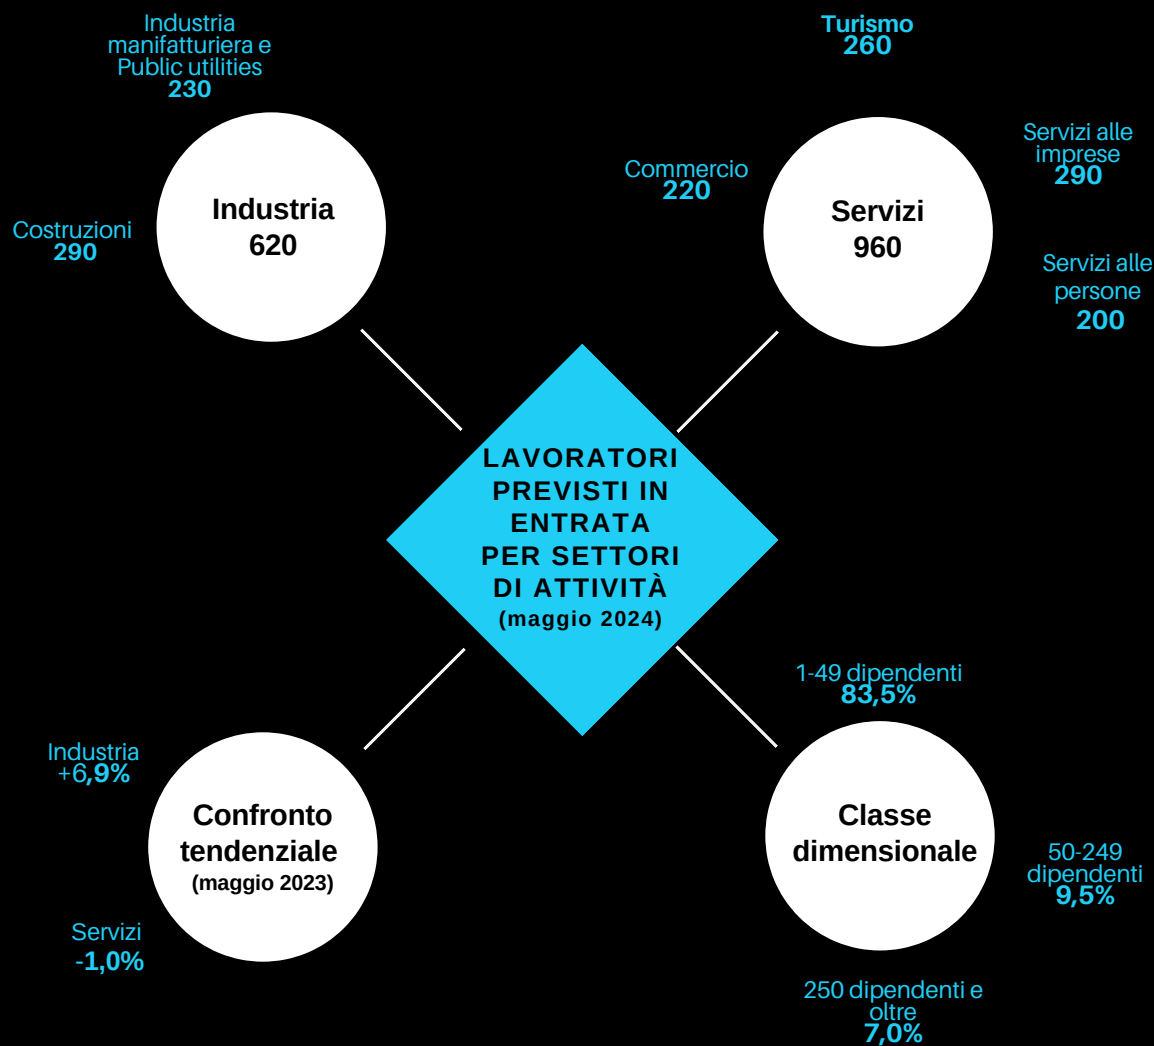 Industria
manifatturiera e
Public utilities
230
Costruzioni
290
Industria
620
Turismo
260
Commercio
220
Servizi
960
Servizi alle
imprese
290
Servizi alle
persone
200
LAVORATORI
PREVISTI IN
ENTRATA
PER SETTORI
DI ATTIVITÀ
(maggio 2024)
Industria
+6,9%
Confronto
tendenziale
(maggio 2023)
Servizi
-1,0%
1-49 dipendenti
83,5%
Classe
dimensionale
50-249
dipendenti
9,5%
250 dipendenti e
oltre
7,0%